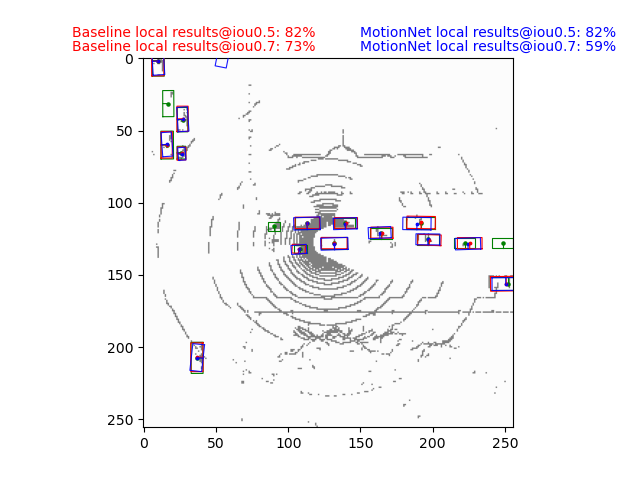 Baseline local results@iou0.5: 82%
Baseline local results@iou0.7: 73%
MotionNet local results@iou0.5: 82%
MotionNet local results@iou0.7: 59%
0
50
100
150
200
250
0 50 100 150 200 250